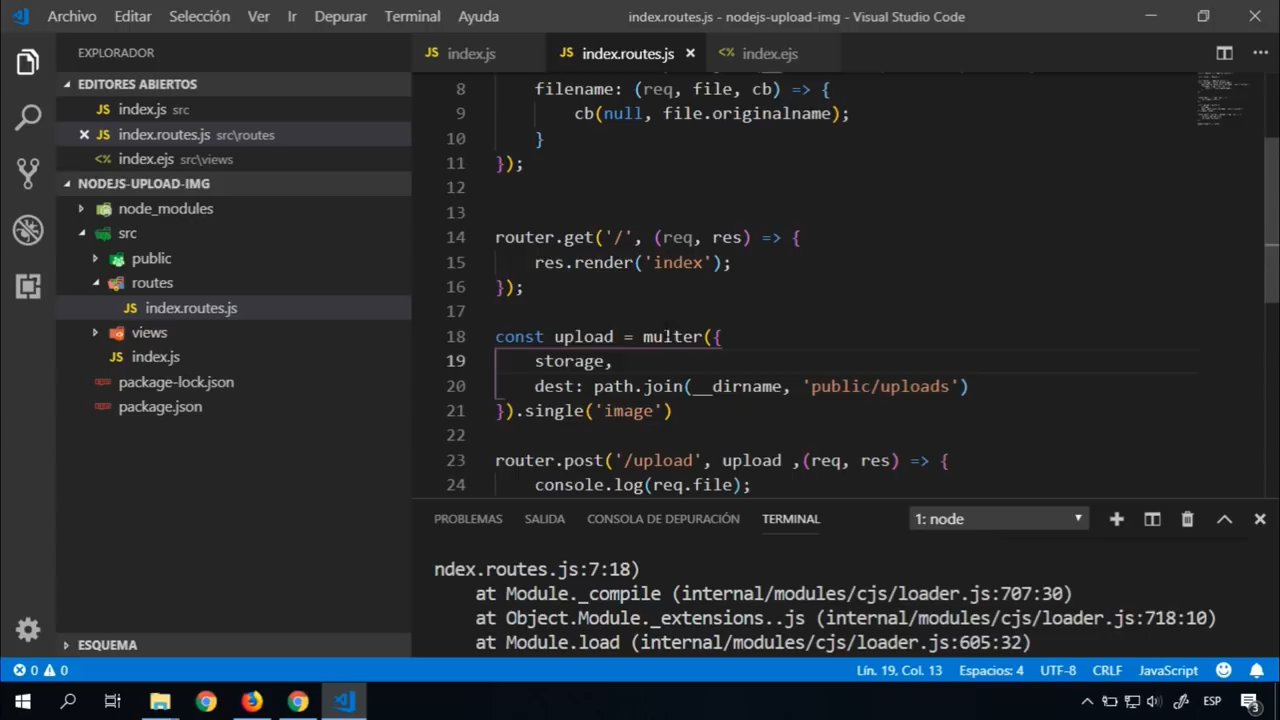 Archivo Editar Selección Ver Ir Depurar Terminal Ayuda index.routes.js - nodejs-upload-img - Visual Studio Code
EXPLORADOR
EDITORES ABIERTOS
JS index.js src
JS index.routes.js src\routes
<%> index.ejs src\views
NODEJS-UPLOAD-IMG
node_modules
src
public
routes
JS index.routes.js
views
JS index.js
package-lock.json
package.json
ESQUEMA
JS index.js JS index.routes.js <%> index.ejs
8 filename: (req, file, cb) => {
9 cb(null, file.originalname);
10 }
11 });
12
13
14 router.get('/', (req, res) => {
15 res.render('index');
16 });
17
18 const upload = multer({
19 storage,
20 dest: path.join(__dirname, 'public/uploads')
21 }).single('image')
22
23 router.post('/upload', upload ,(req, res) => {
24 console.log(req.file);
PROBLEMAS SALIDA CONSOLA DE DEPURACIÓN TERMINAL 1: node
ndex.routes.js:7:18)
at Module._compile (internal/modules/cjs/loader.js:707:30)
at Object.Module._extensions..js (internal/modules/cjs/loader.js:718:10)
at Module.load (internal/modules/cjs/loader.js:605:32)
0 0 Lín. 19, Col. 13 Espacios: 4 UTF-8 CRLF JavaScript
ESP 3